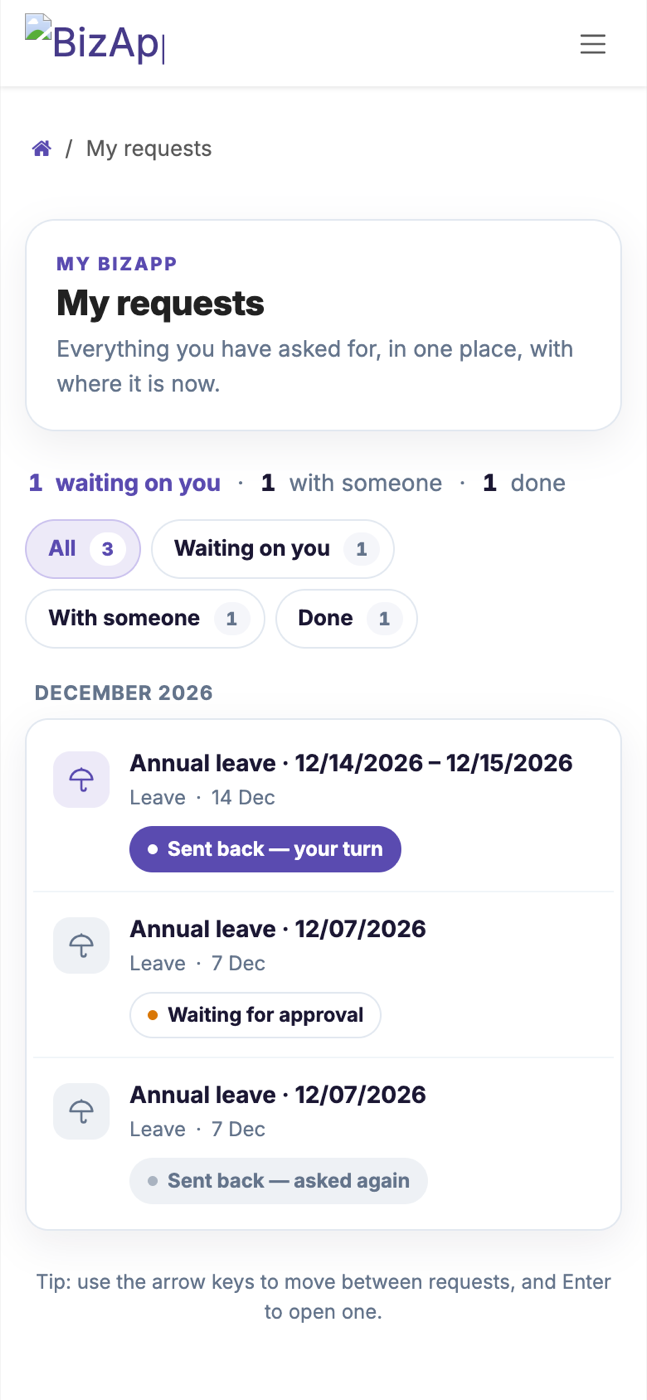 BizAp
/ My requests
MY BIZAPP
My requests
Everything you have asked for, in one place, with
where it is now.
1 waiting on you · 1 with someone · 1 done
All 3 Waiting on you 1
With someone 1 Done 1
DECEMBER 2026
Annual leave · 12/14/2026 – 12/15/2026
Leave · 14 Dec
Sent back — your turn
Annual leave · 12/07/2026
Leave · 7 Dec
Waiting for approval
Annual leave · 12/07/2026
Leave · 7 Dec
Sent back — asked again
Tip: use the arrow keys to move between requests, and Enter
to open one.